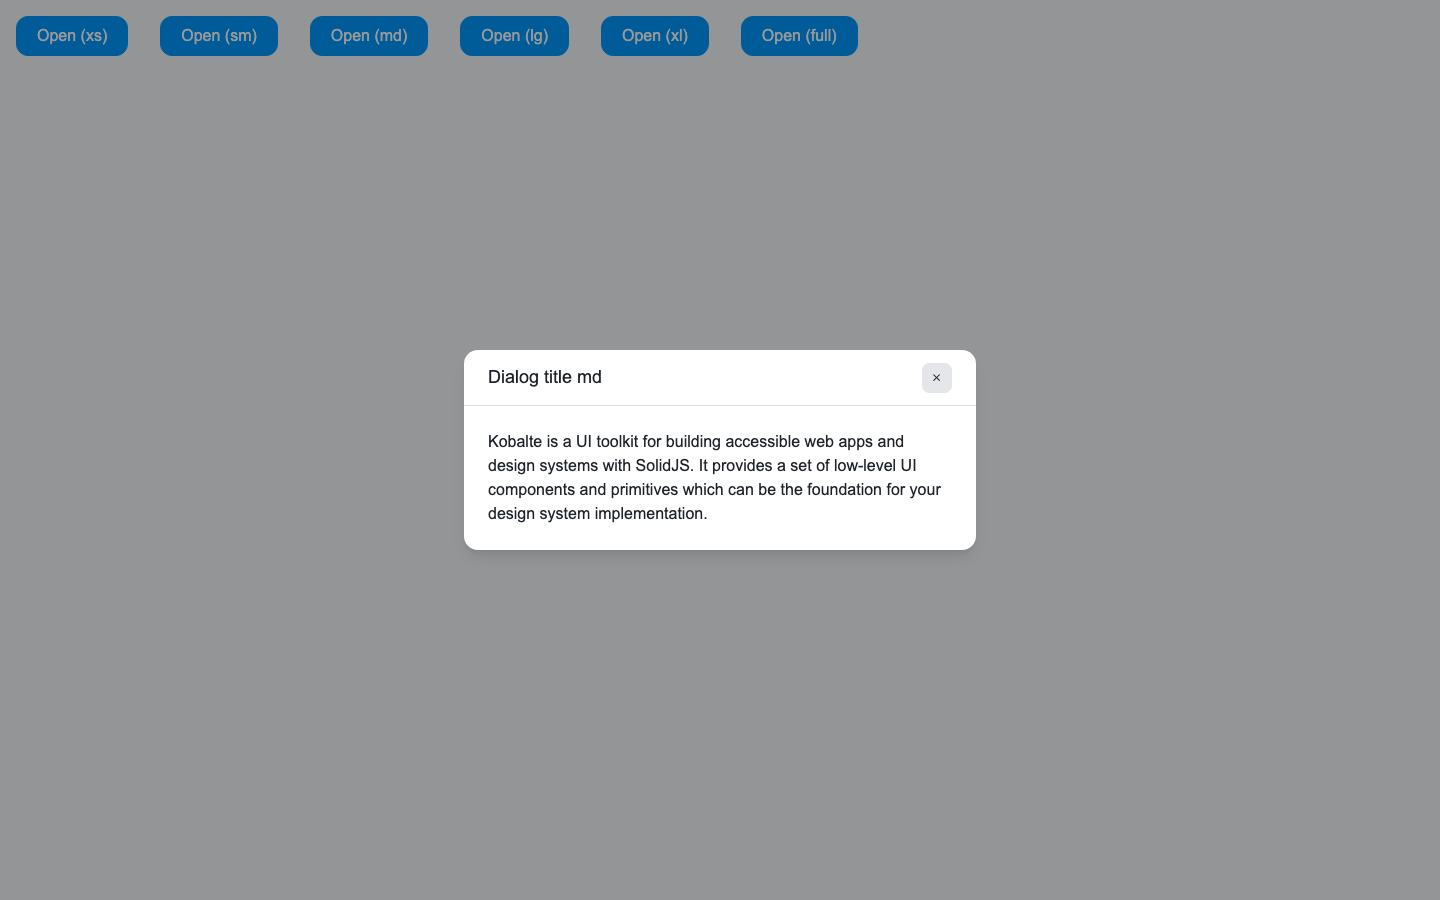 Open (xs) Open (sm) Open (md) Open (lg) Open (xl) Open (full)
Dialog title md ×
Kobalte is a UI toolkit for building accessible web apps and
design systems with SolidJS. It provides a set of low-level UI
components and primitives which can be the foundation for your
design system implementation.